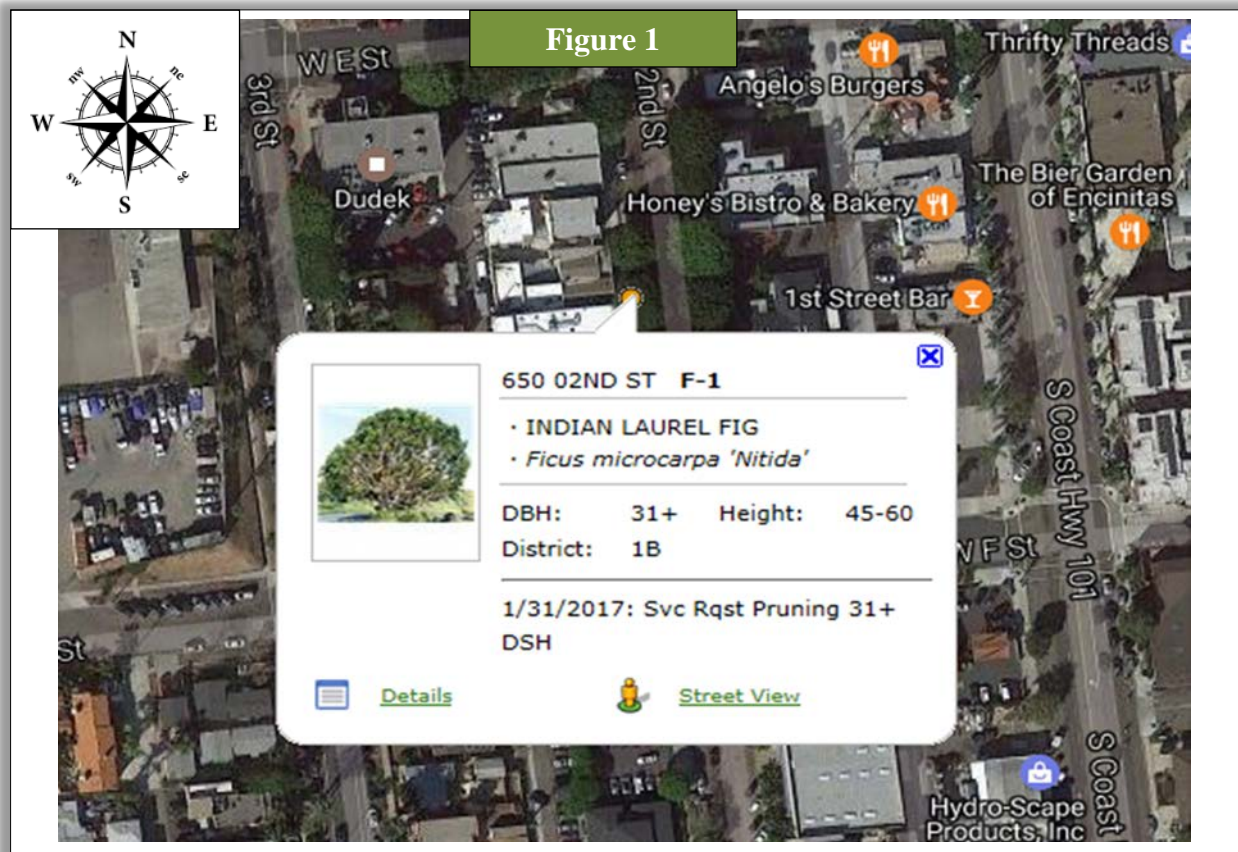 Figure 1
N
nw
ne
W
E
sw
se
S
W E St
3rd St
2nd St
Thrifty Threads
Angelo's Burgers
Dudek
Honey's Bistro & Bakery
The Bier Garden
of Encinitas
1st Street Bar
650 02ND ST F-1
· INDIAN LAUREL FIG
· Ficus microcarpa 'Nitida'
DBH: 31+ Height: 45-60
District: 1B
1/31/2017: Svc Rqst Pruning 31+
DSH
Details
Street View
S Coast Hwy 101
W F St
St
S Coast
Hydro-Scape
Products, Inc